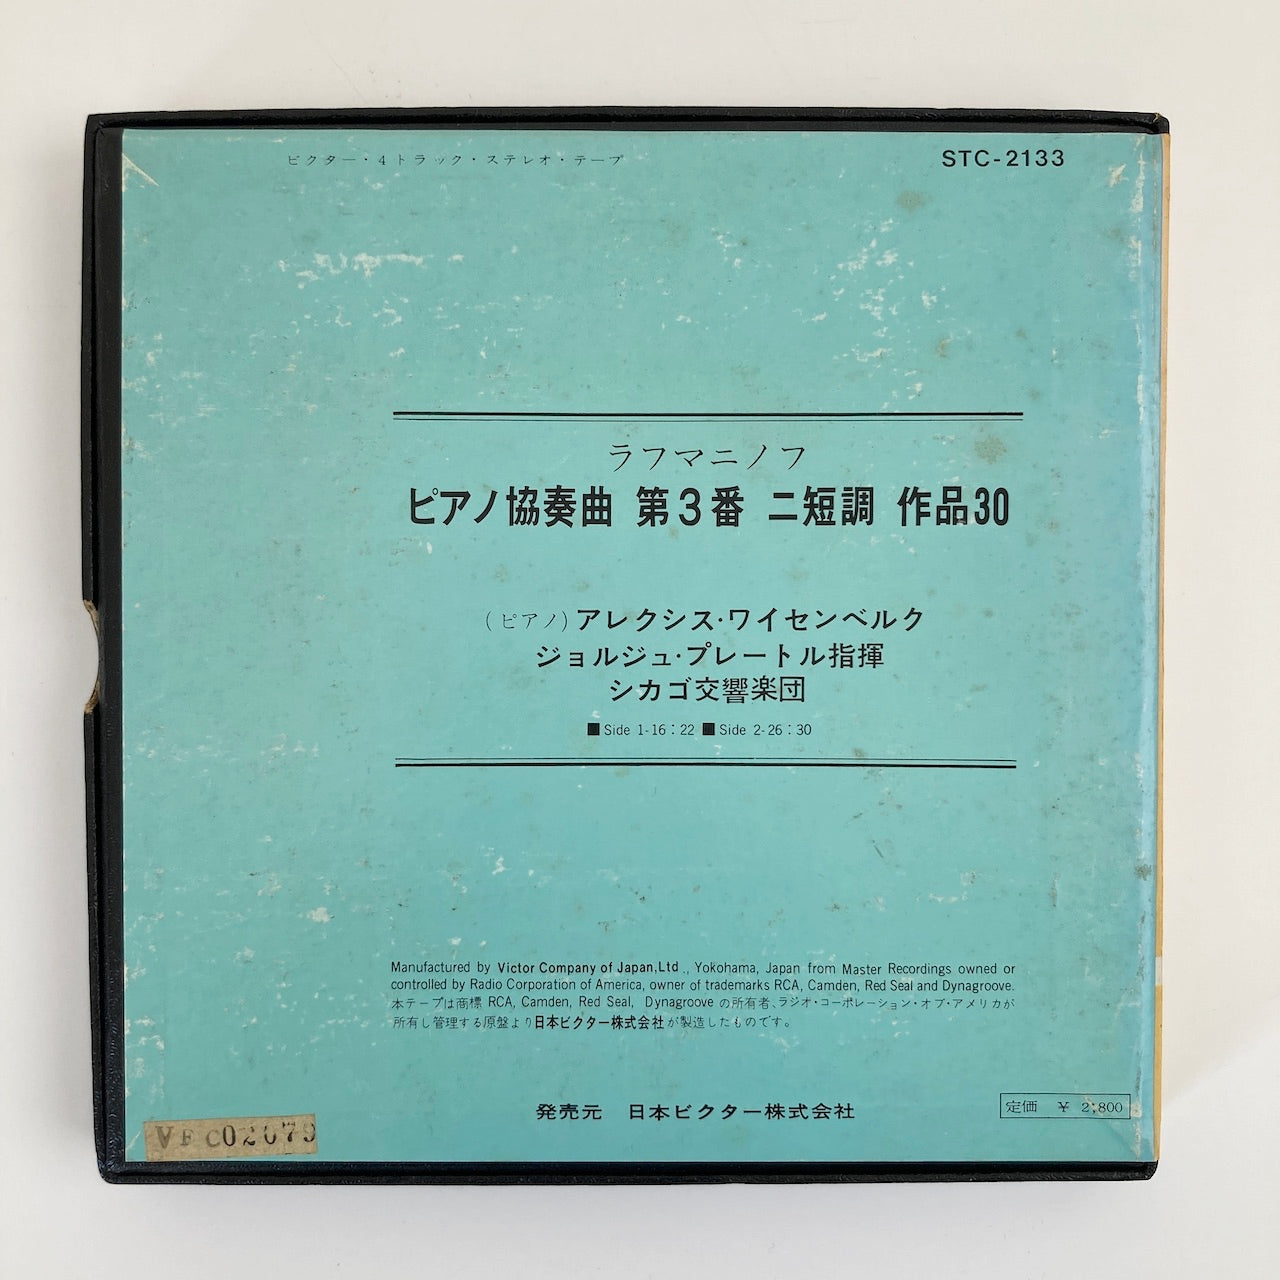 ビクター・4トラック・ステレオ・テープ
STC-2133
ラフマニノフ
ピアノ協奏曲 第3番 ニ短調 作品30
(ピアノ)アレクシス・ワイセンベルク
ジョルジュ・プレートル指揮
シカゴ交響楽団
■Side 1-16:22 ■Side 2-26:30
Manufactured by Victor Company of Japan,Ltd., Yokohama, Japan from Master Recordings owned or
controlled by Radio Corporation of America, owner of trademarks RCA, Camden, Red Seal and Dynagroove.
本テープは商標 RCA, Camden, Red Seal, Dynagroove の所有者、ラジオ・コーポレーション・オブ・アメリカが
所有し管理する原盤より日本ビクター株式会社が製造したものです。
発売元 日本ビクター株式会社
定価 ¥ 2,800
VFC02079